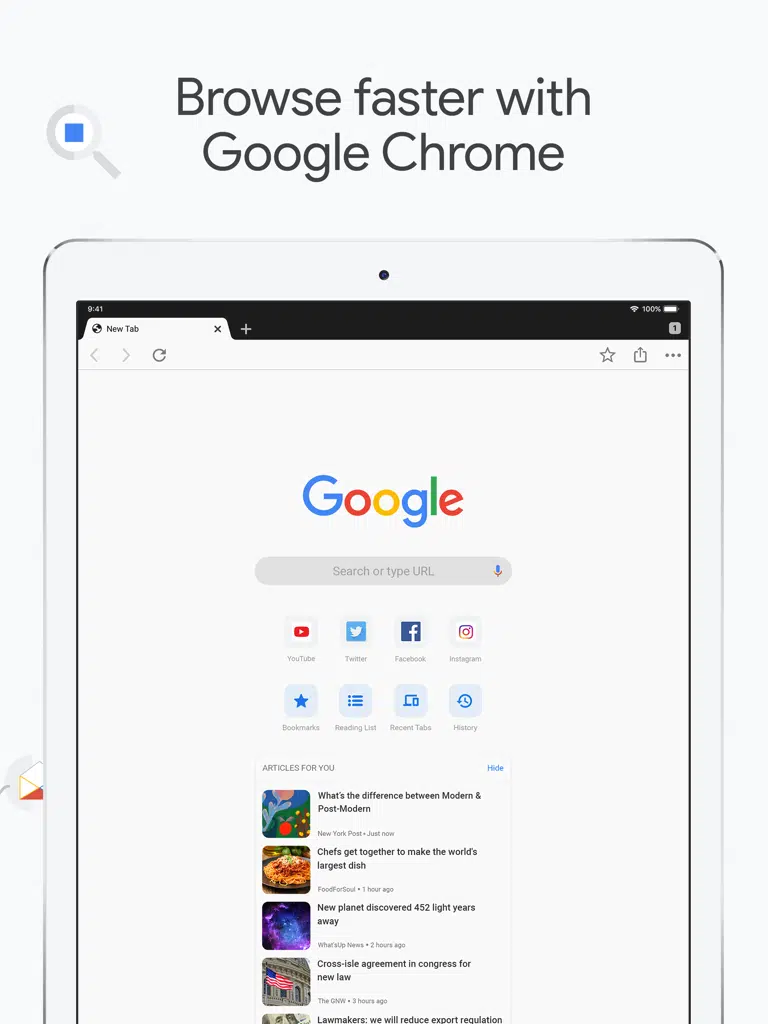 Browse faster with
Google Chrome
9:41
100%
New Tab
1
Google
Search or type URL
YouTube
Twitter
Facebook
Instagram
Bookmarks
Reading List
Recent Tabs
History
ARTICLES FOR YOU
Hide
What's the difference between Modern &
Post-Modern
New York Post • Just now
Chefs get together to make the world's
largest dish
FoodForSoul • 1 hour ago
New planet discovered 452 light years
away
What'sUp News • 2 hours ago
Cross-isle agreement in congress for
new law
The GNW • 3 hours ago
Lawmakers: we will reduce export regulation